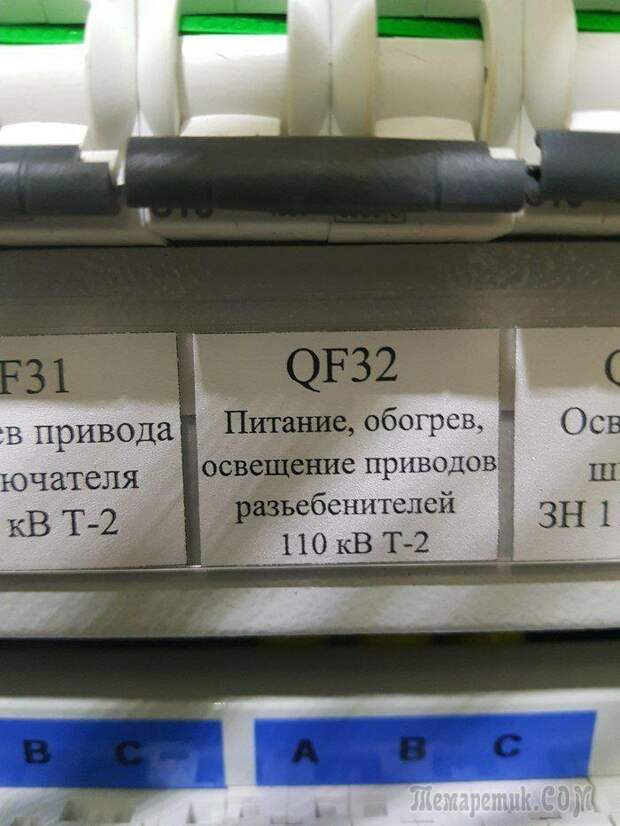 F31
ев привода
ючателя
кВ Т-2
QF32
Питание, обогрев,
освещение приводов
разьебенителей
110 кВ Т-2
Осв
ш
ЗН 1
В С
А В С
Темаретик.СОМ